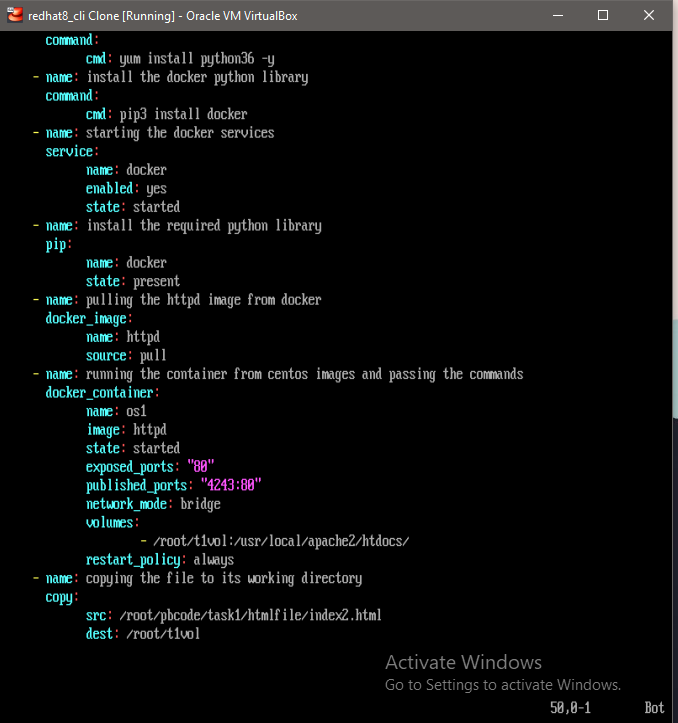 redhat8_cli Clone [Running] - Oracle VM VirtualBox
command:
cmd: yum install python36 -y
- name: install the docker python library
command:
cmd: pip3 install docker
- name: starting the docker services
service:
name: docker
enabled: yes
state: started
- name: install the required python library
pip:
name: docker
state: present
- name: pulling the httpd image from docker
docker_image:
name: httpd
source: pull
- name: running the container from centos images and passing the commands
docker_container:
name: os1
image: httpd
state: started
exposed_ports: "80"
published_ports: "4243:80"
network_mode: bridge
volumes:
- /root/t1vol:/usr/local/apache2/htdocs/
restart_policy: always
- name: copying the file to its working directory
copy:
src: /root/pbcode/task1/htmlfile/index2.html
dest: /root/t1vol
Activate Windows
Go to Settings to activate Windows.
50,0-1 Bot